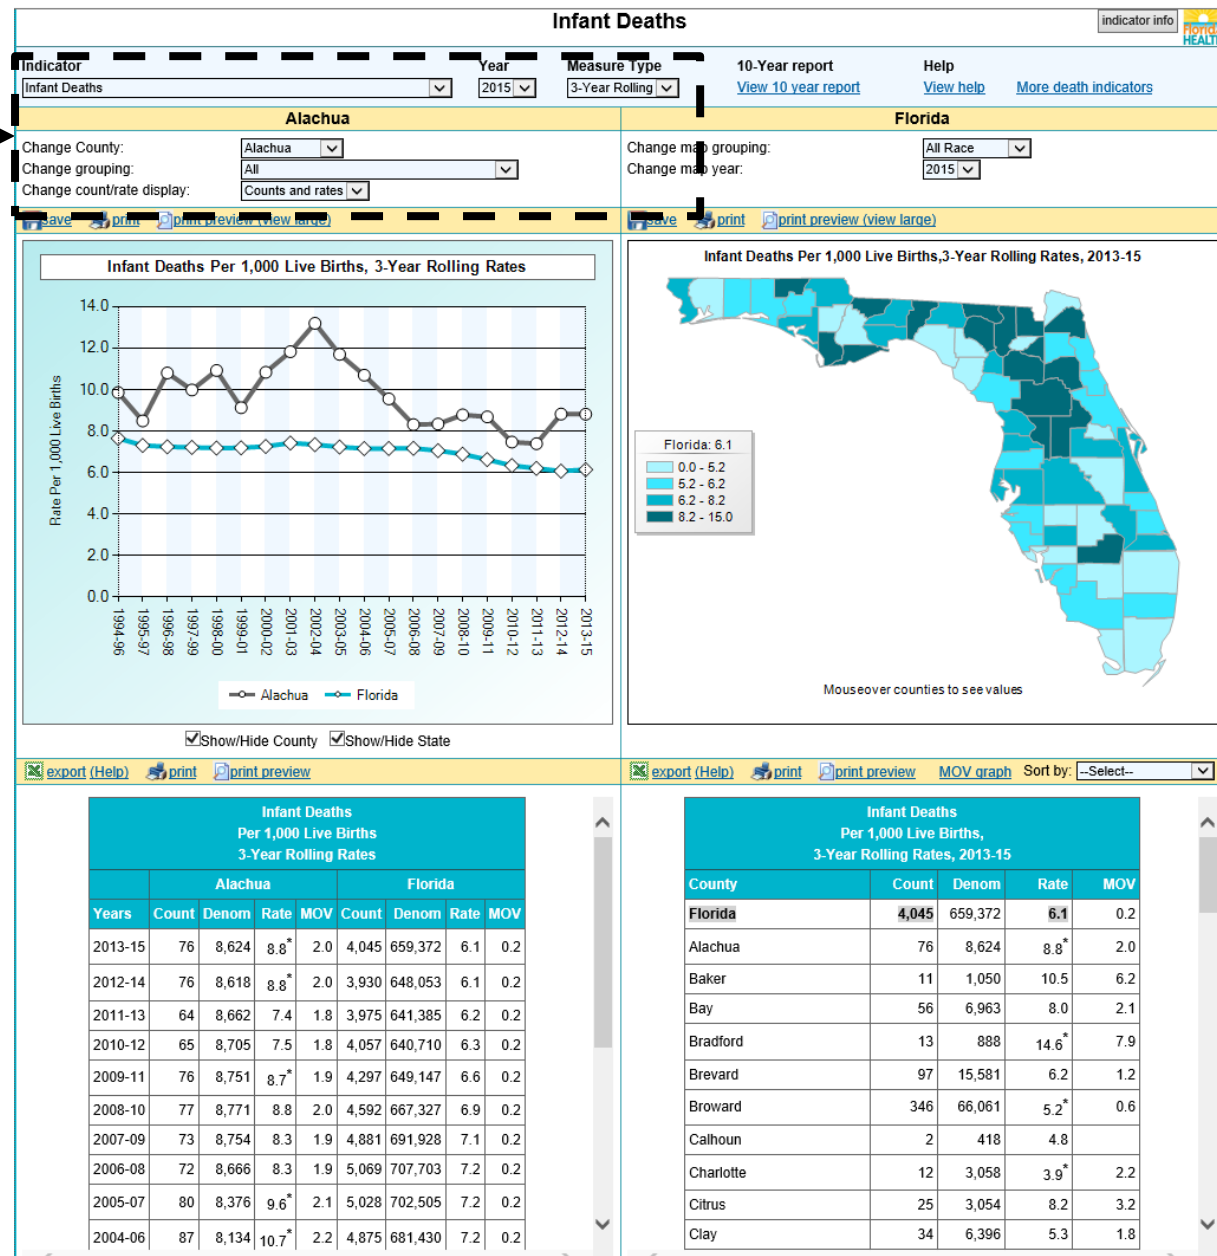 Infant Deaths
indicator info
Florida
HEALTH
Indicator Year Measure Type 10-Year report Help
Infant Deaths 2015 3-Year Rolling View 10 year report View help More death indicators
Alachua Florida
Change County: Alachua
Change grouping: All
Change count/rate display: Counts and rates
Change map grouping: All Race
Change map year: 2015
save print print preview (view large)
save print print preview (view large)
Infant Deaths Per 1,000 Live Births, 3-Year Rolling Rates
14.0
12.0
10.0
8.0
6.0
4.0
2.0
0.0
Rate Per 1,000 Live Births
1994-96
1995-97
1996-98
1997-99
1998-00
1999-01
2000-02
2001-03
2002-04
2003-05
2004-06
2005-07
2006-08
2007-09
2008-10
2009-11
2010-12
2011-13
2012-14
2013-15
Alachua Florida
Show/Hide County Show/Hide State
Infant Deaths Per 1,000 Live Births,3-Year Rolling Rates, 2013-15
Florida: 6.1
0.0 - 5.2
5.2 - 6.2
6.2 - 8.2
8.2 - 15.0
Mouseover counties to see values
export (Help) print print preview
export (Help) print print preview MOV graph Sort by: --Select--
Infant Deaths
Per 1,000 Live Births
3-Year Rolling Rates
Alachua Florida
Years Count Denom Rate MOV Count Denom Rate MOV
2013-15 76 8,624 8.8* 2.0 4,045 659,372 6.1 0.2
2012-14 76 8,618 8.8* 2.0 3,930 648,053 6.1 0.2
2011-13 64 8,662 7.4 1.8 3,975 641,385 6.2 0.2
2010-12 65 8,705 7.5 1.8 4,057 640,710 6.3 0.2
2009-11 76 8,751 8.7* 1.9 4,297 649,147 6.6 0.2
2008-10 77 8,771 8.8 2.0 4,592 667,327 6.9 0.2
2007-09 73 8,754 8.3 1.9 4,881 691,928 7.1 0.2
2006-08 72 8,666 8.3 1.9 5,069 707,703 7.2 0.2
2005-07 80 8,376 9.6* 2.1 5,028 702,505 7.2 0.2
2004-06 87 8,134 10.7* 2.2 4,875 681,430 7.2 0.2
Infant Deaths
Per 1,000 Live Births,
3-Year Rolling Rates, 2013-15
County Count Denom Rate MOV
Florida 4,045 659,372 6.1 0.2
Alachua 76 8,624 8.8* 2.0
Baker 11 1,050 10.5 6.2
Bay 56 6,963 8.0 2.1
Bradford 13 888 14.6* 7.9
Brevard 97 15,581 6.2 1.2
Broward 346 66,061 5.2* 0.6
Calhoun 2 418 4.8
Charlotte 12 3,058 3.9* 2.2
Citrus 25 3,054 8.2 3.2
Clay 34 6,396 5.3 1.8